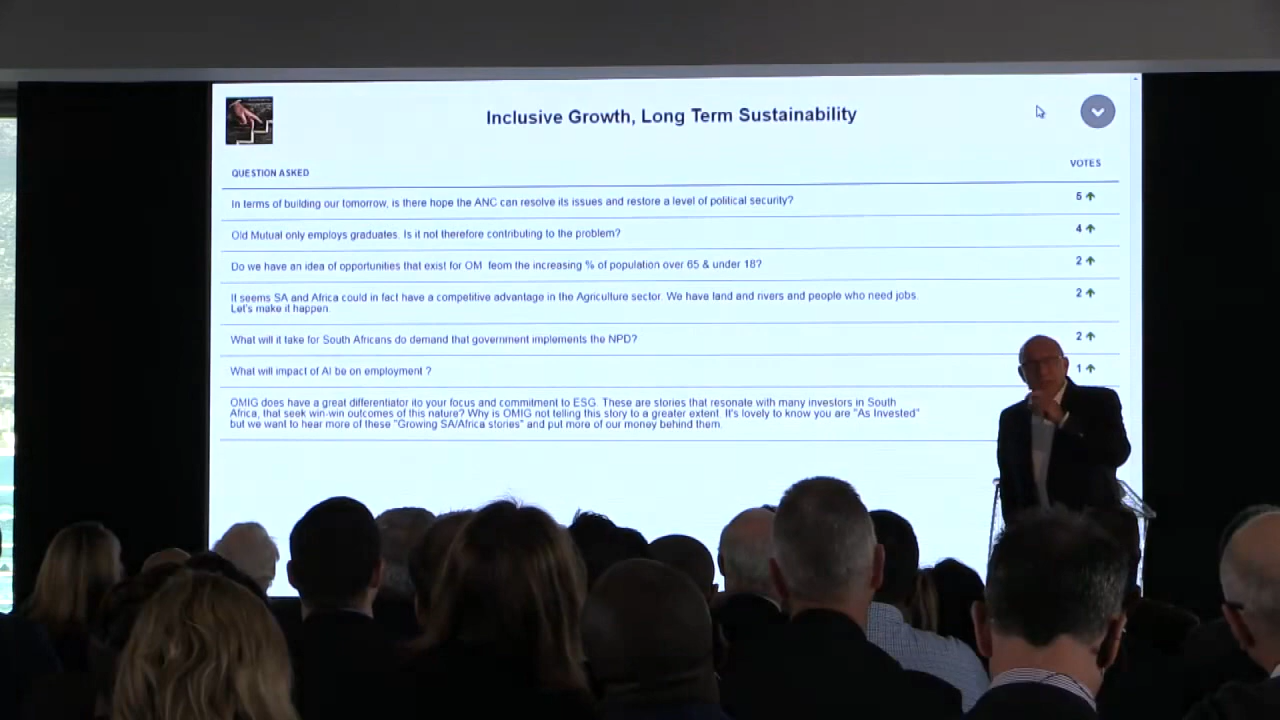 Inclusive Growth, Long Term Sustainability
QUESTION ASKED
VOTES
In terms of building our tomorrow, is there hope the ANC can resolve its issues and restore a level of political security?
5
Old Mutual only employs graduates. Is it not therefore contributing to the problem?
4
Do we have an idea of opportunities that exist for OM feom the increasing % of population over 65 & under 18?
2
It seems SA and Africa could in fact have a competitive advantage in the Agriculture sector. We have land and rivers and people who need jobs.
Let's make it happen.
2
What will it take for South Africans do demand that government implements the NPD?
2
What will impact of AI be on employment ?
1
OMIG does have a great differentiator ito your focus and commitment to ESG. These are stories that resonate with many investors in South
Africa, that seek win-win outcomes of this nature? Why is OMIG not telling this story to a greater extent. It's lovely to know you are "As Invested"
but we want to hear more of these "Growing SA/Africa stories" and put more of our money behind them.